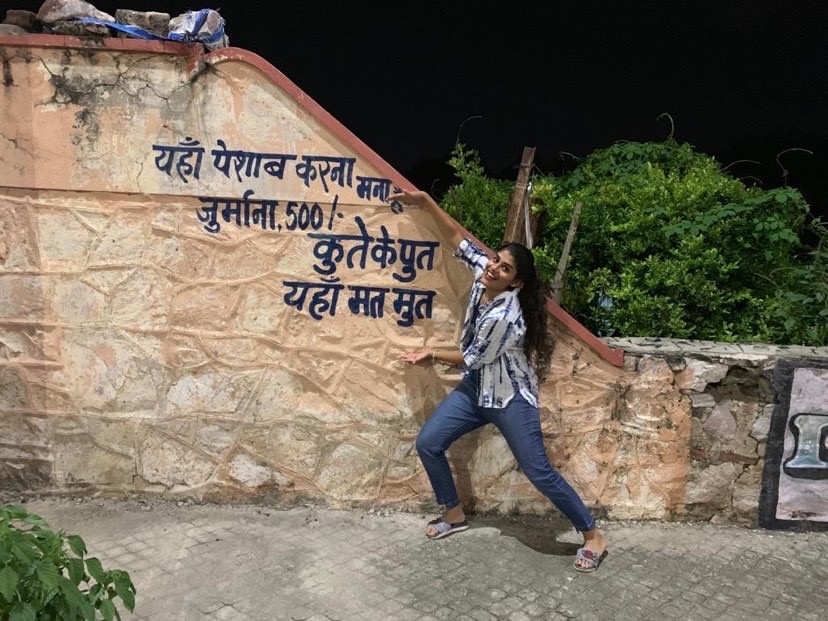 यहाँ पेशाब करना मना है
जुर्माना, 500/-
कुते के पुत
यहाँ मत मुत